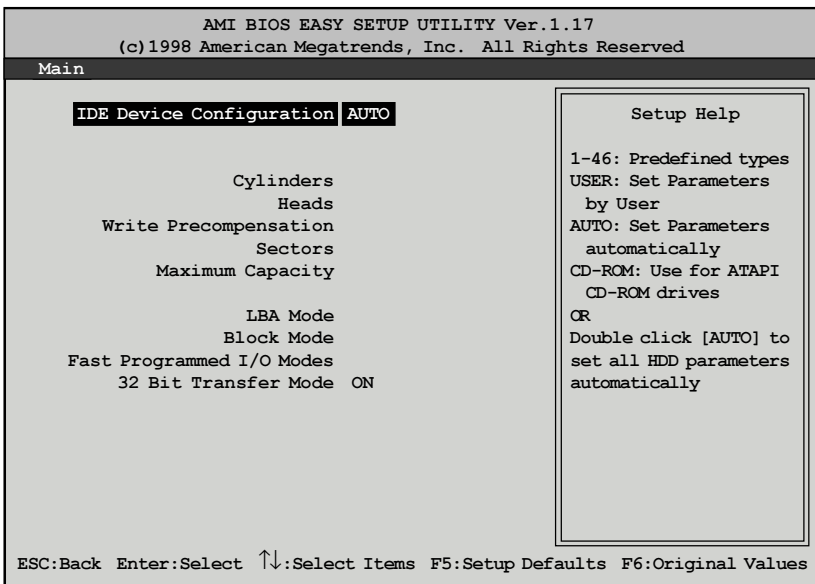 AMI BIOS EASY SETUP UTILITY Ver.1.17
(c)1998 American Megatrends, Inc. All Rights Reserved
Main
IDE Device Configuration AUTO
Cylinders
Heads
Write Precompensation
Sectors
Maximum Capacity
LBA Mode
Block Mode
Fast Programmed I/O Modes
32 Bit Transfer Mode ON
Setup Help
1-46: Predefined types
USER: Set Parameters
by User
AUTO: Set Parameters
automatically
CD-ROM: Use for ATAPI
CD-ROM drives
OR
Double click [AUTO] to
set all HDD parameters
automatically
ESC:Back Enter:Select ↑↓:Select Items F5:Setup Defaults F6:Original Values